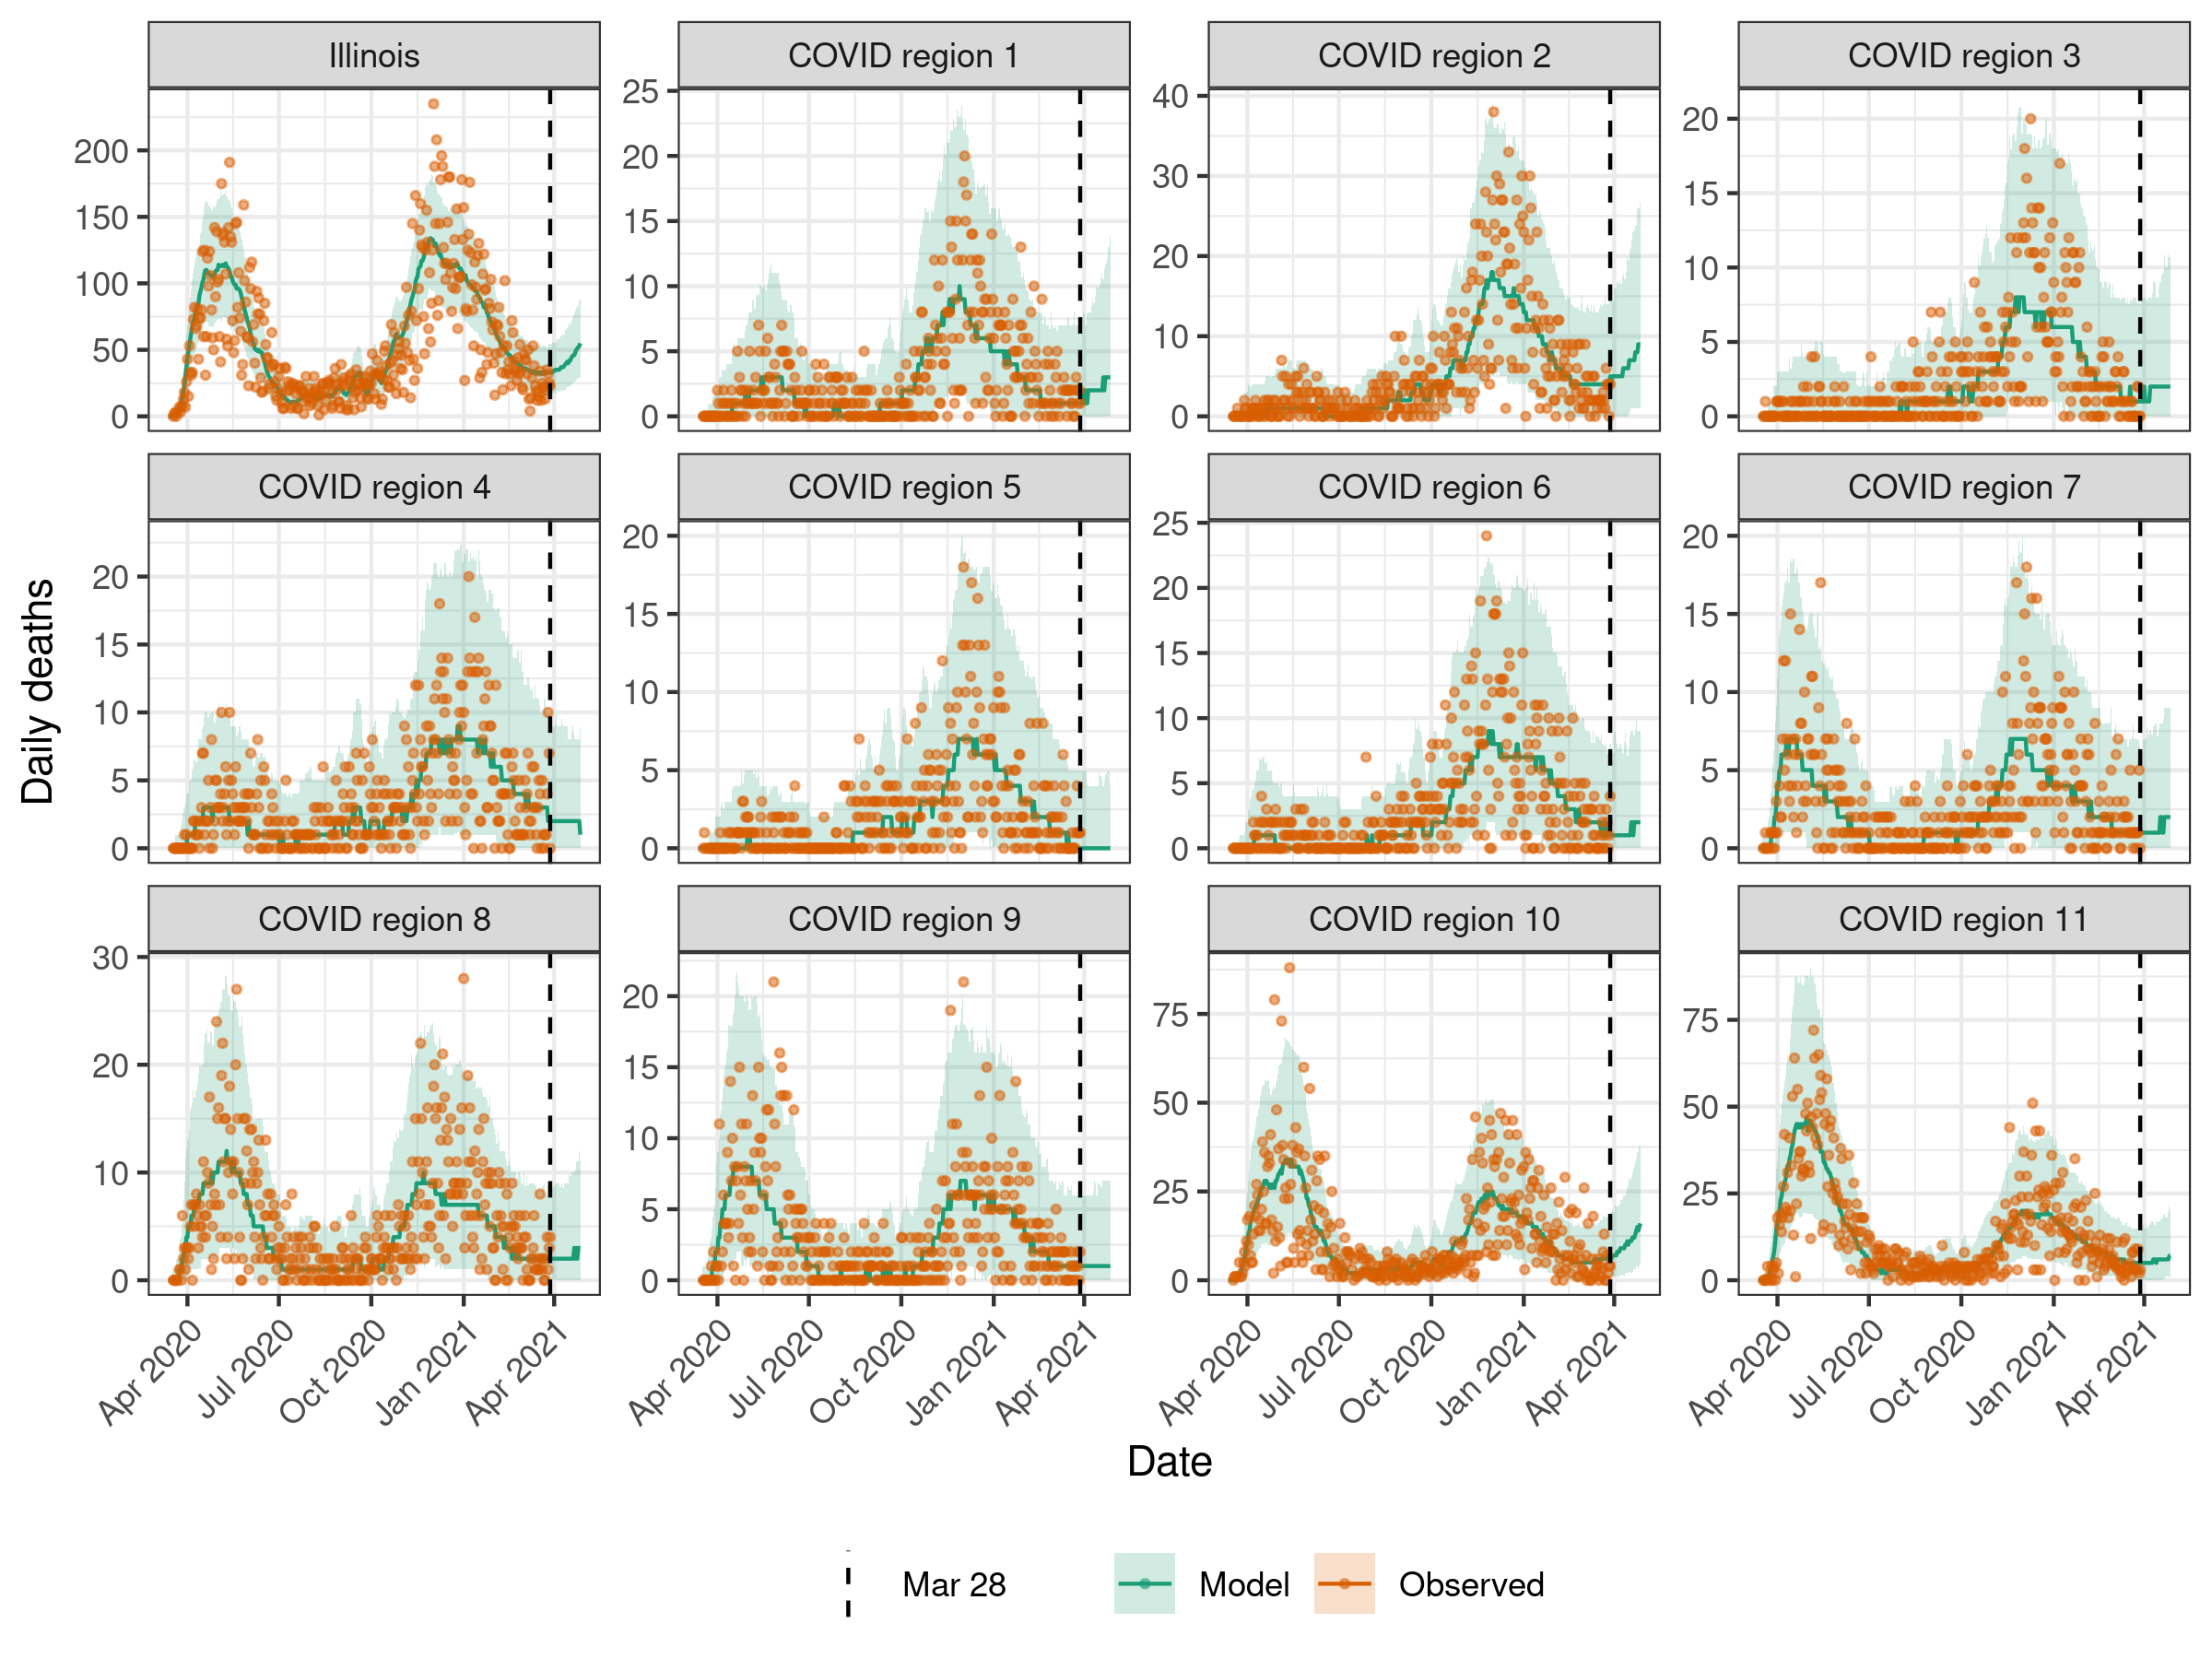 Illinois
COVID region 1
COVID region 2
COVID region 3
200
150
100
50
0
25
20
15
10
5
0
40
30
20
10
0
20
15
10
5
0
COVID region 4
COVID region 5
COVID region 6
COVID region 7
20
15
10
5
0
20
15
10
5
0
25
20
15
10
5
0
20
15
10
5
0
Daily deaths
COVID region 8
COVID region 9
COVID region 10
COVID region 11
30
20
10
0
20
15
10
5
0
75
50
25
0
75
50
25
0
Apr 2020
Jul 2020
Oct 2020
Jan 2021
Apr 2021
Apr 2020
Jul 2020
Oct 2020
Jan 2021
Apr 2021
Apr 2020
Jul 2020
Oct 2020
Jan 2021
Apr 2021
Apr 2020
Jul 2020
Oct 2020
Jan 2021
Apr 2021
Date
Mar 28
Model
Observed